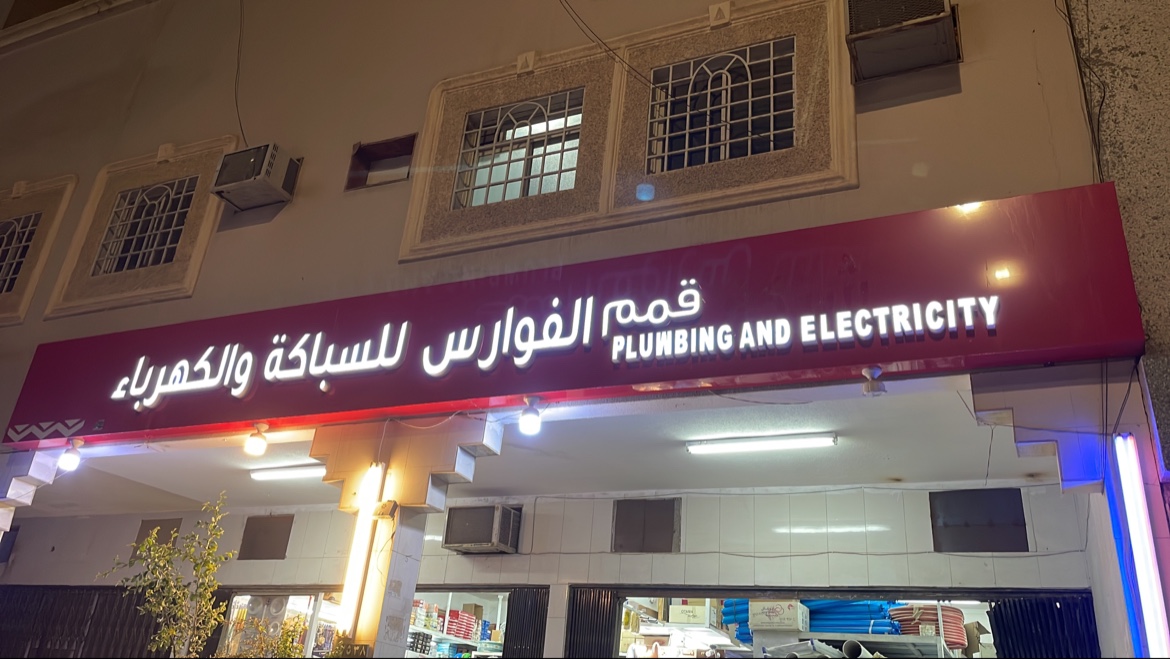 قمم الفوارس للسباكة والكهرباء
PLUMBING AND ELECTRICITY